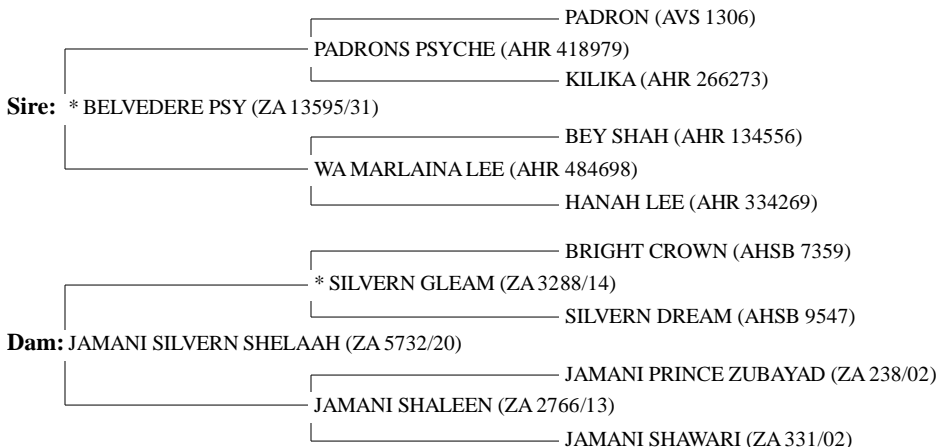 PADRON (AVS 1306)
PADRONS PSYCHE (AHR 418979)
KILIKA (AHR 266273)
Sire: * BELVEDERE PSY (ZA 13595/31)
BEY SHAH (AHR 134556)
WA MARLAINA LEE (AHR 484698)
HANAH LEE (AHR 334269)
BRIGHT CROWN (AHSB 7359)
* SILVERN GLEAM (ZA 3288/14)
SILVERN DREAM (AHSB 9547)
Dam: JAMANI SILVERN SHELAAH (ZA 5732/20)
JAMANI PRINCE ZUBAYAD (ZA 238/02)
JAMANI SHALEEN (ZA 2766/13)
JAMANI SHAWARI (ZA 331/02)